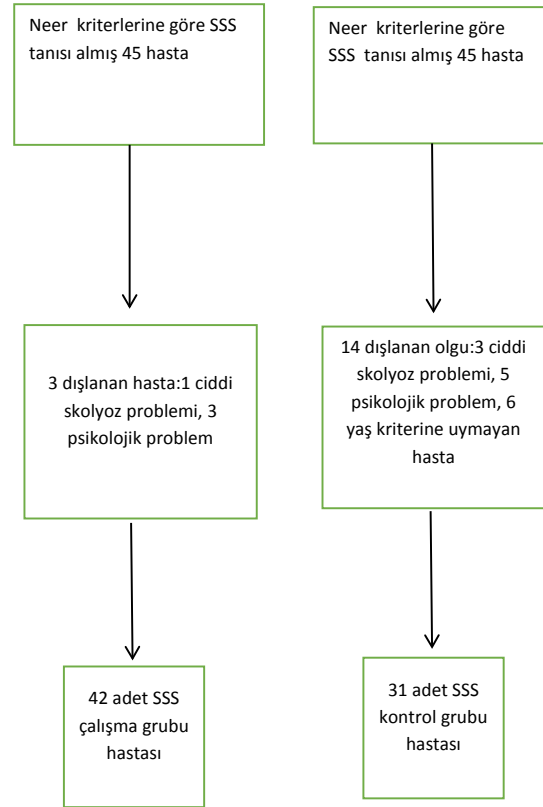 Neer kriterlerine göre SSS
tanısı almış 45 hasta
3 dışlanan hasta:1 ciddi
skolyoz problemi, 3
psikolojik problem
42 adet SSS
çalışma grubu
hastası
Neer kriterlerine göre
SSS tanısı almış 45 hasta
14 dışlanan olgu:3 ciddi
skolyoz problemi, 5
psikolojik problem, 6
yaş kriterine uymayan
hasta
31 adet SSS
kontrol grubu
hastası